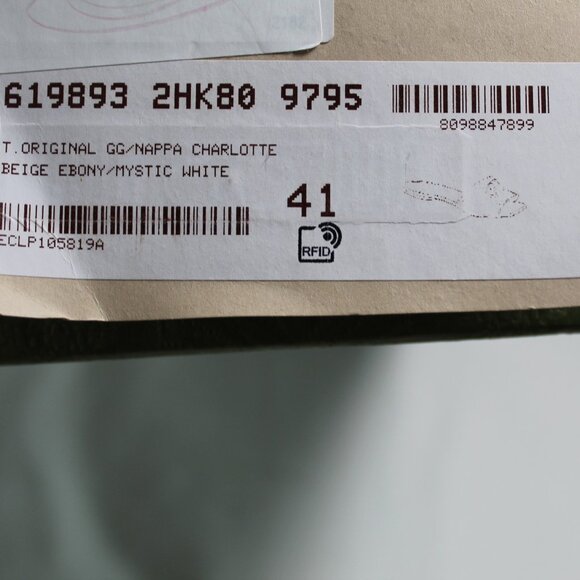 619893 2HK80 9795
8098847899
T.ORIGINAL GG/NAPPA CHARLOTTE
BEIGE EBONY/MYSTIC WHITE
41
ECLP105819A
RFID